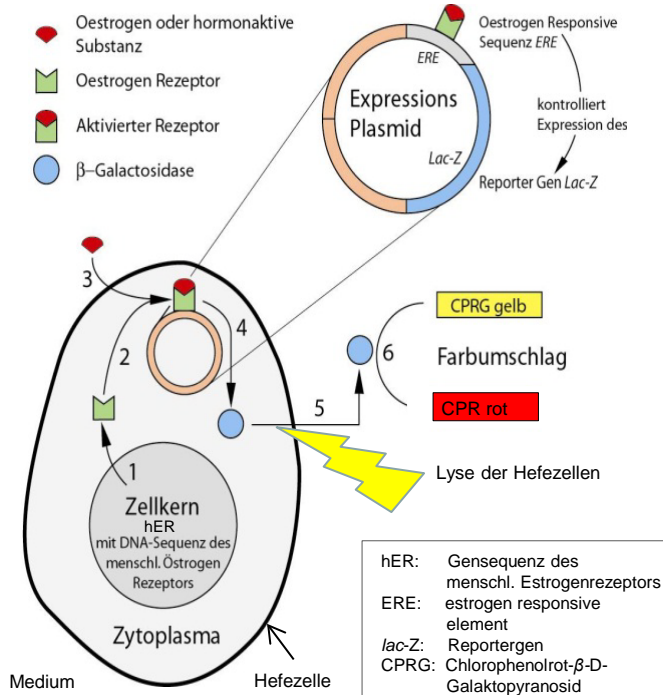 Oestrogen oder hormonaktive
Substanz
Oestrogen Rezeptor
Aktivierter Rezeptor
β–Galactosidase
Oestrogen Responsive
Sequenz ERE
ERE
Expressions
Plasmid
kontrolliert
Expression des
Lac-Z
Reporter Gen Lac-Z
3
2
4
1
5
6
CPRG gelb
Farbumschlag
CPR rot
Lyse der Hefezellen
Zellkern
hER
mit DNA-Sequenz des
menschl. Östrogen
Rezeptors
Zytoplasma
Medium
Hefezelle
hER: Gensequenz des
menschl. Estrogenrezeptors
ERE: estrogen responsive
element
lac-Z: Reportergen
CPRG: Chlorophenolrot-β-D-
Galaktopyranosid